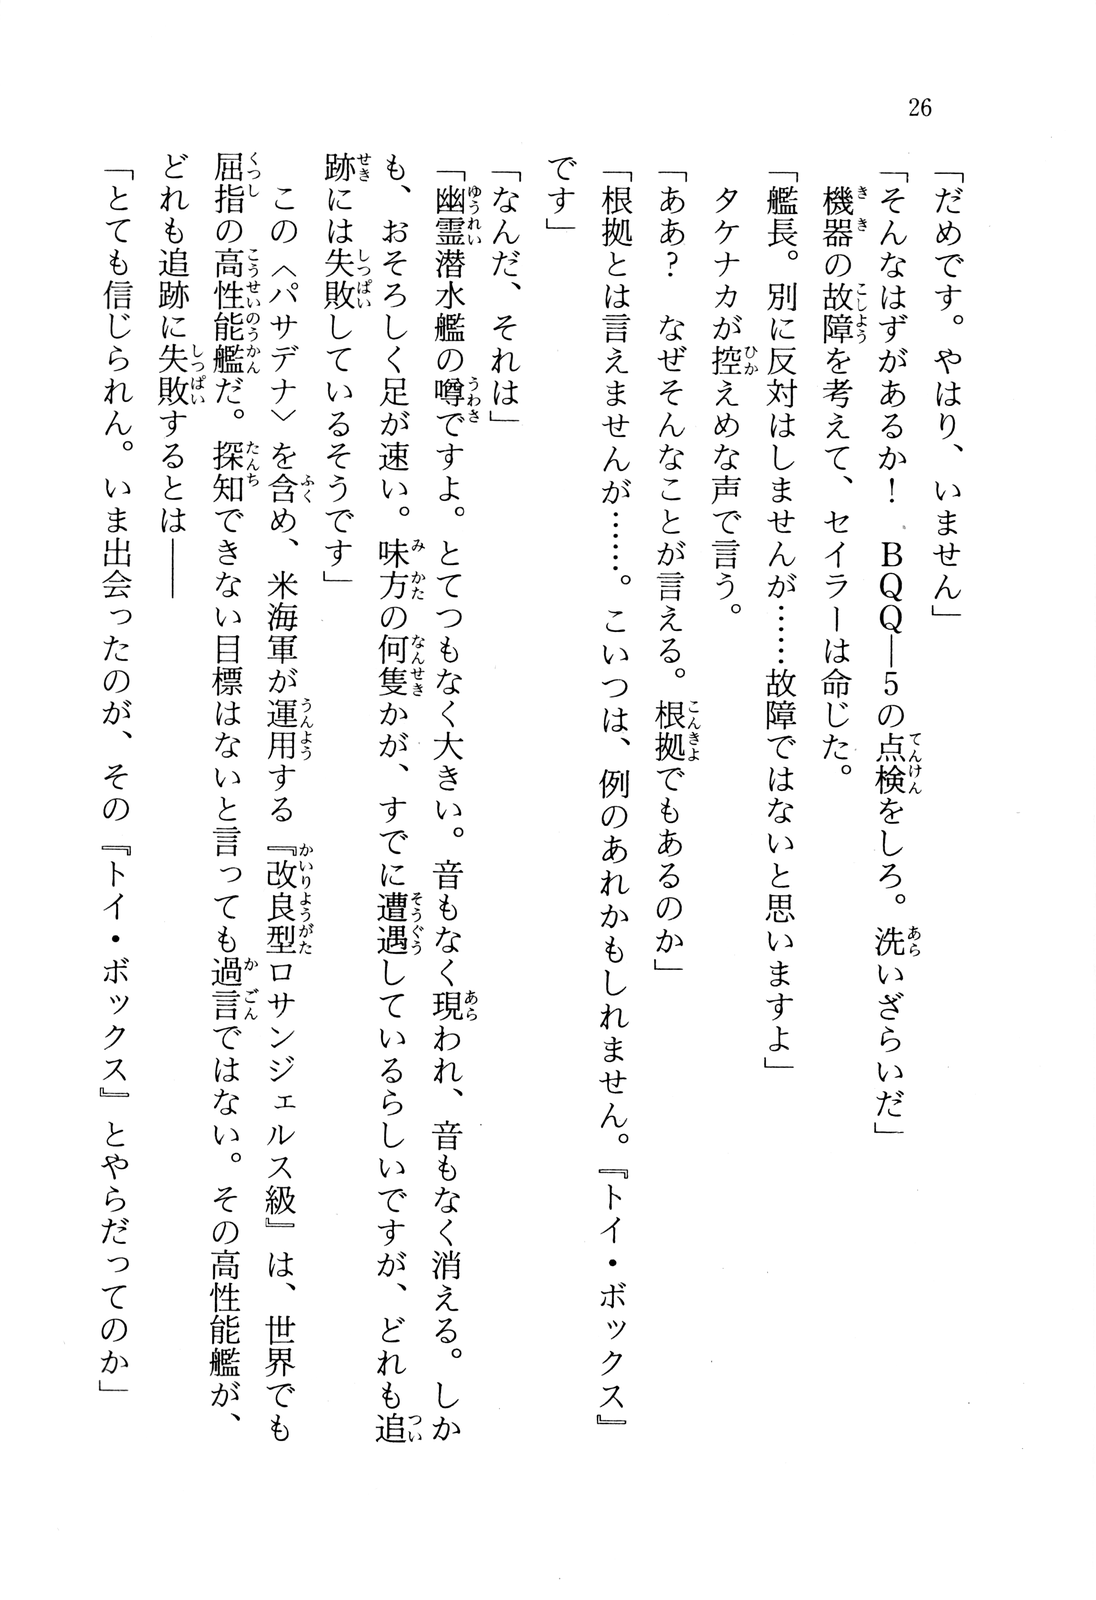 26
「だめです。やはり、いません」
「そんなはずがあるか！　ＢＱＱ―５の点検をしろ。洗いざらいだ」
　機器の故障を考えて、セイラーは命じた。
「艦長。別に反対はしませんが……故障ではないと思いますよ」
　タケナカが控えめな声で言う。
「ああ？　なぜそんなことが言える。根拠でもあるのか」
「根拠とは言えませんが……。こいつは、例のあれかもしれません。『トイ・ボックス』
です」
「なんだ、それは」
「幽霊潜水艦の噂ですよ。とてつもなく大きい。音もなく現われ、音もなく消える。しか
も、おそろしく足が速い。味方の何隻かが、すでに遭遇しているらしいですが、どれも追
跡には失敗しているそうです」
　この〈パサデナ〉を含め、米海軍が運用する『改良型ロサンジェルス級』は、世界でも
屈指の高性能艦だ。探知できない目標はないと言っても過言ではない。その高性能艦が、
どれも追跡に失敗するとは――
「とても信じられん。いま出会ったのが、その『トイ・ボックス』とやらだってのか」